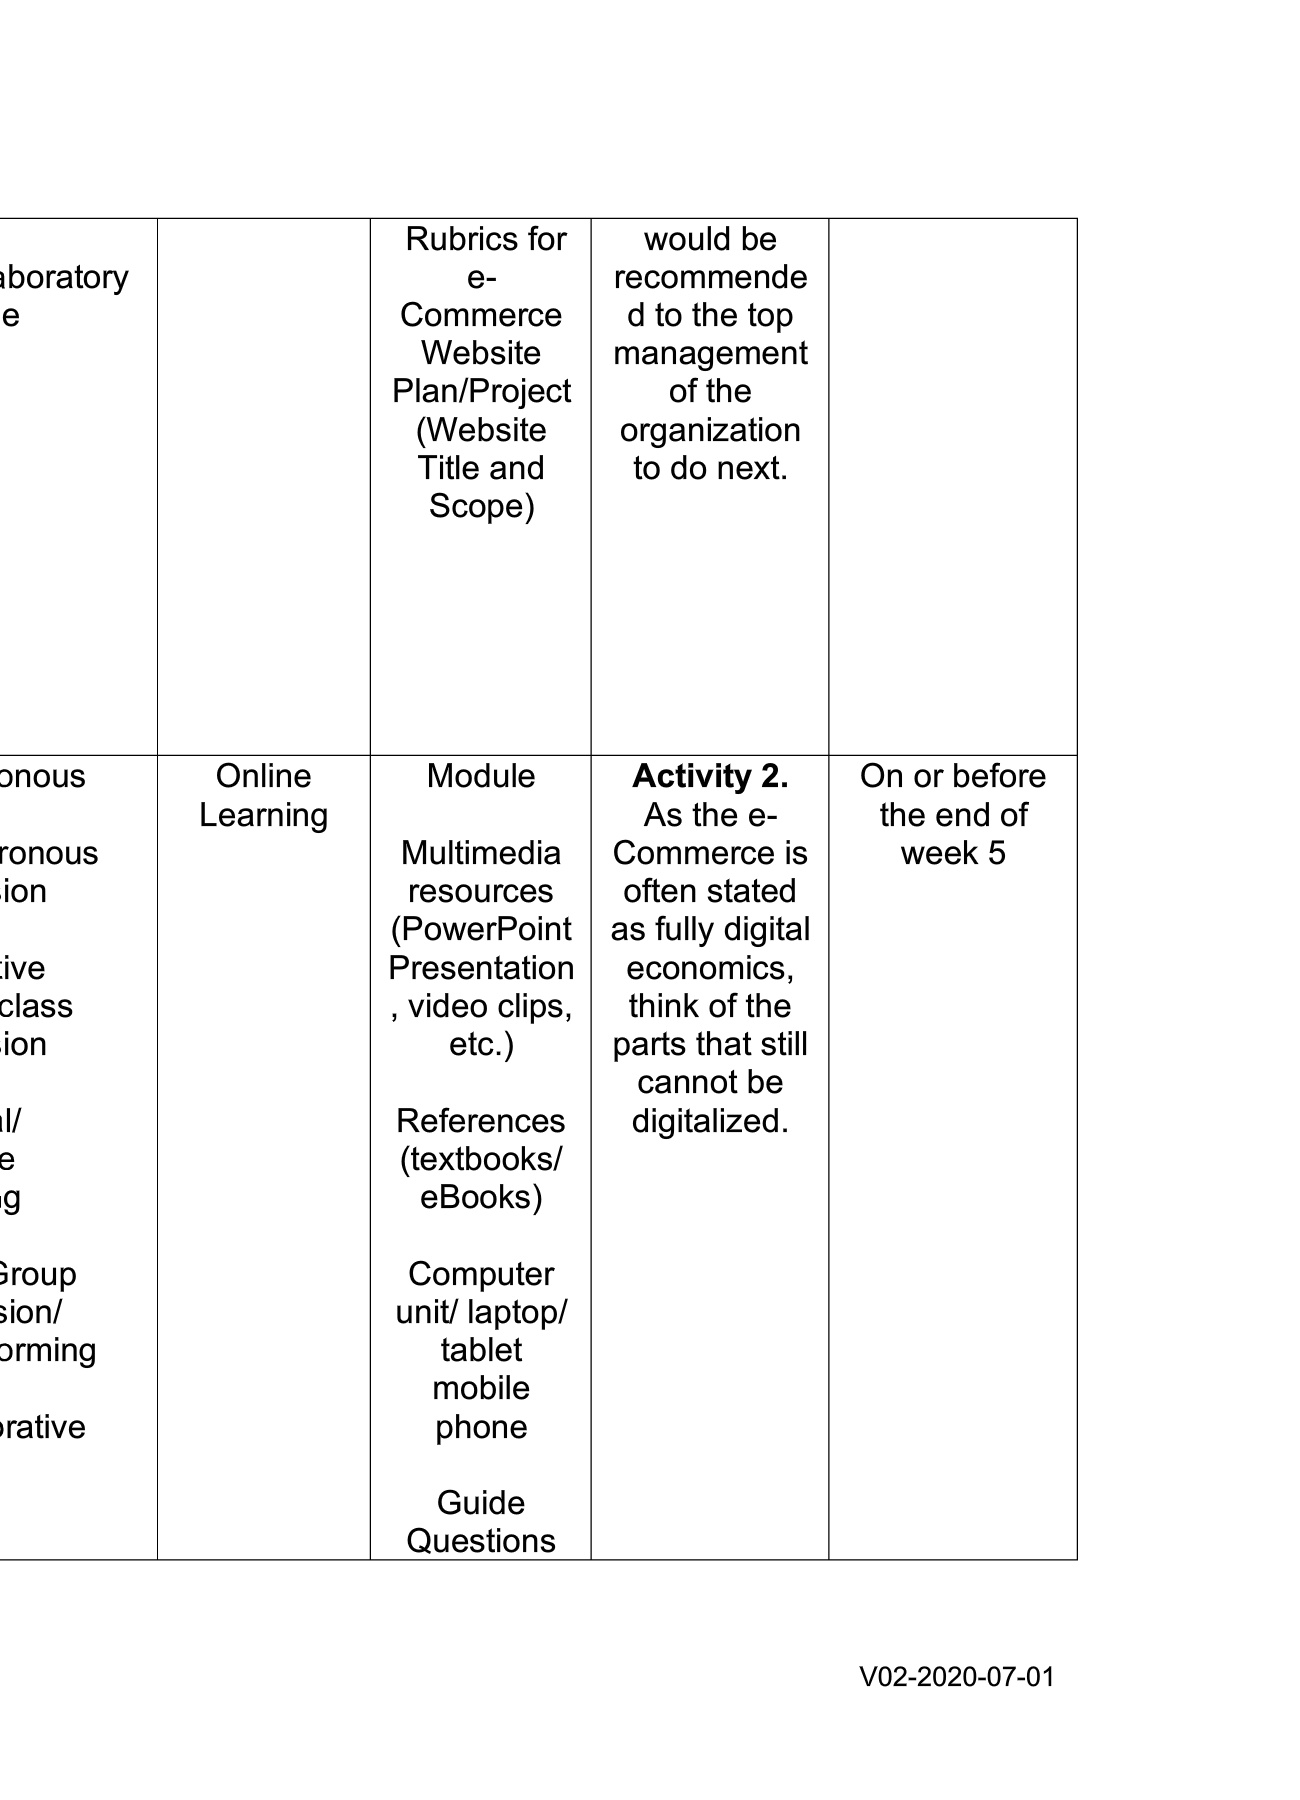 aboratory
e
Rubrics for
e-
Commerce
Website
Plan/Project
(Website
Title and
Scope)
would be
recommende
d to the top
management
of the
organization
to do next.
onous
ronous
sion
tive
class
sion
al/
e
ng
Group
sion/
orming
orative
Online
Learning
Module
Multimedia
resources
(PowerPoint
Presentation
, video clips,
etc.)
References
(textbooks/
eBooks)
Computer
unit/ laptop/
tablet
mobile
phone
Guide
Questions
Activity 2.
As the e-
Commerce is
often stated
as fully digital
economics,
think of the
parts that still
cannot be
digitalized.
On or before
the end of
week 5
V02-2020-07-01